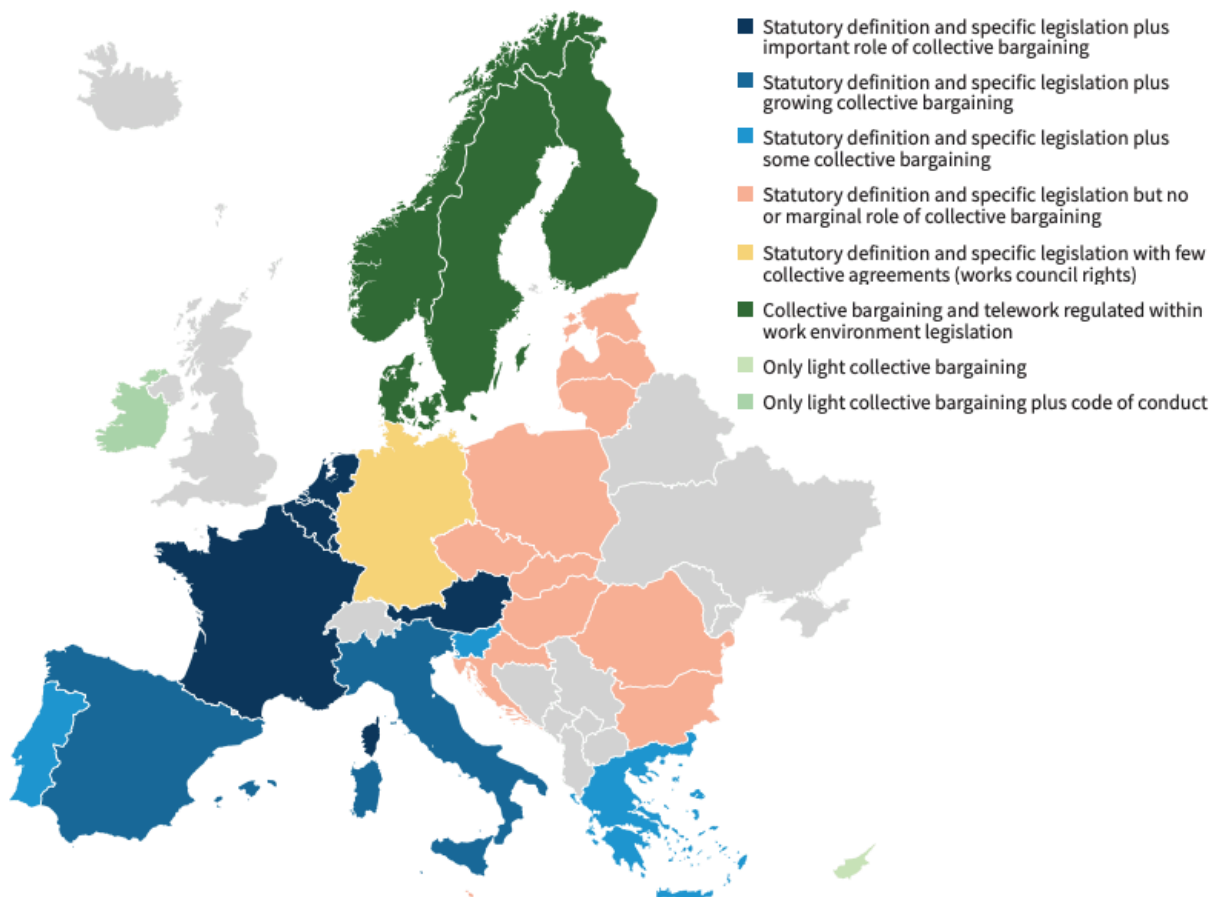 Statutory definition and specific legislation plus
important role of collective bargaining
Statutory definition and specific legislation plus
growing collective bargaining
Statutory definition and specific legislation plus
some collective bargaining
Statutory definition and specific legislation but no
or marginal role of collective bargaining
Statutory definition and specific legislation with few
collective agreements (works council rights)
Collective bargaining and telework regulated within
work environment legislation
Only light collective bargaining
Only light collective bargaining plus code of conduct